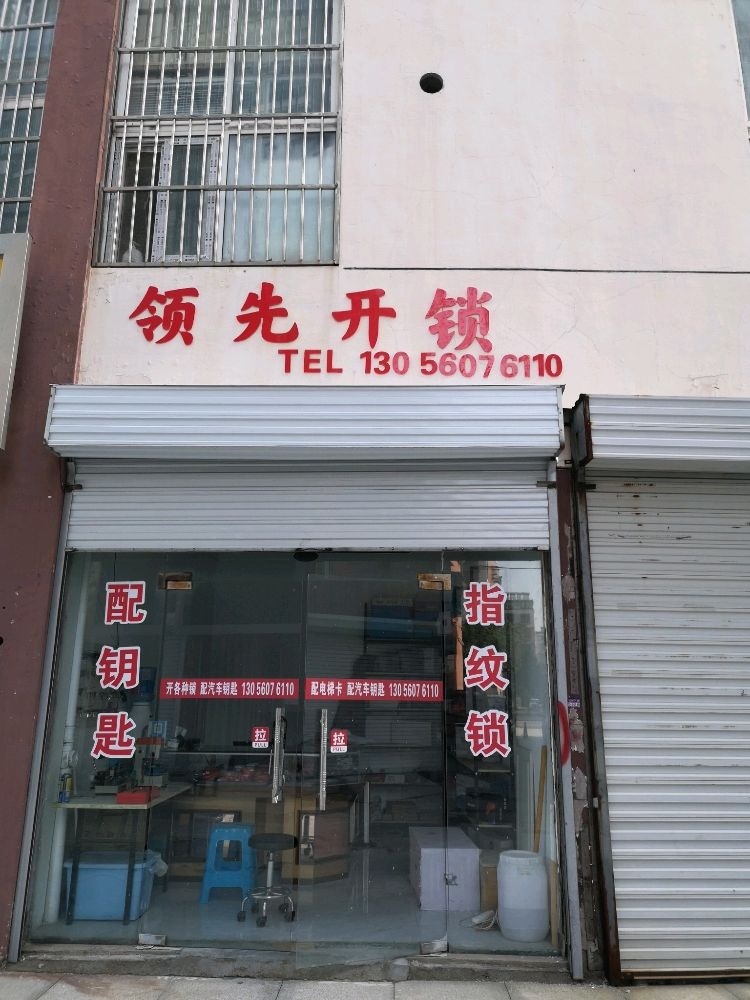 领先开锁
TEL 130 5607 6110
配钥匙
指纹锁
开各种锁 配汽车钥匙 130 5607 6110
配电梯卡 配汽车钥匙 130 5607 6110
拉
PULL
拉
PULL